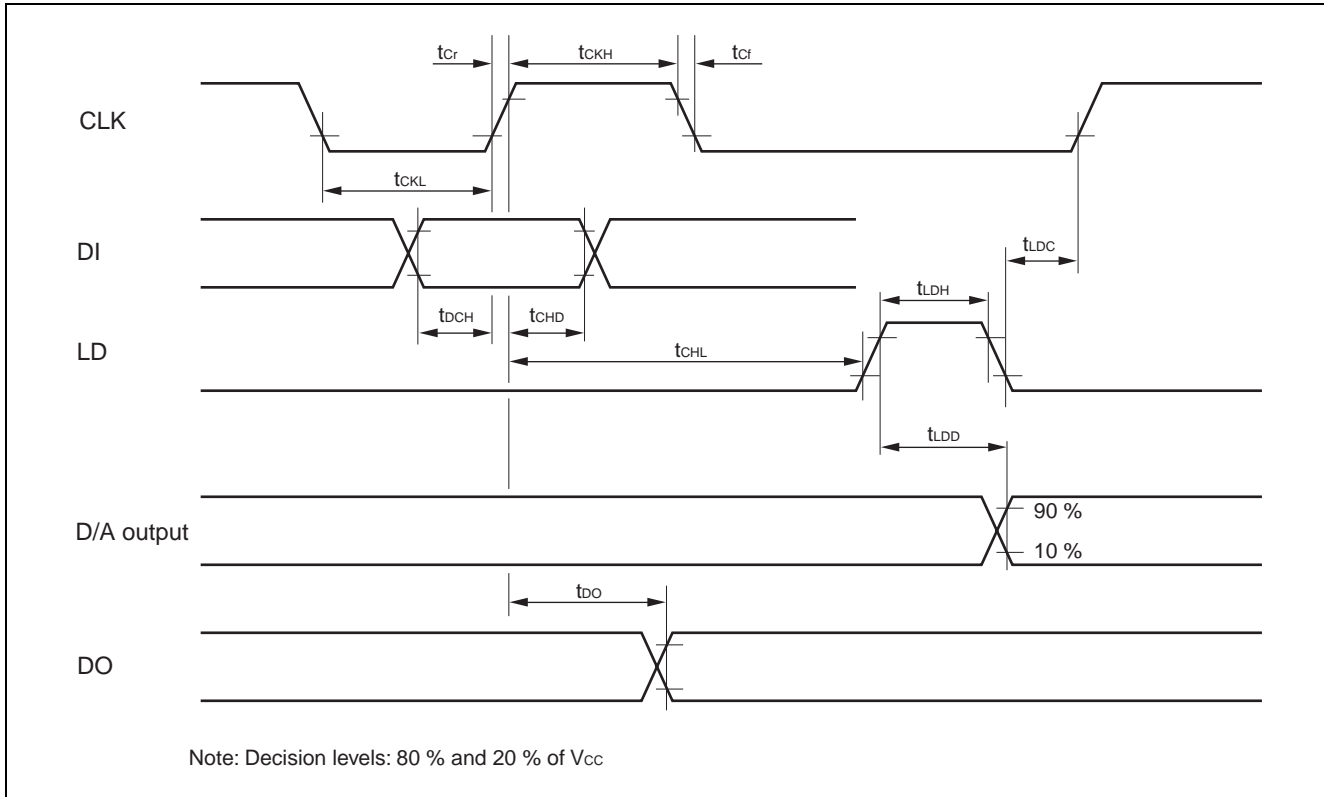 tCr
tCKH
tCf
CLK
tCKL
DI
tLDC
tLDH
tDCH
tCHD
LD
tCHL
tLDD
D/A output
90 %
10 %
tDO
DO
Note: Decision levels: 80 % and 20 % of Vcc